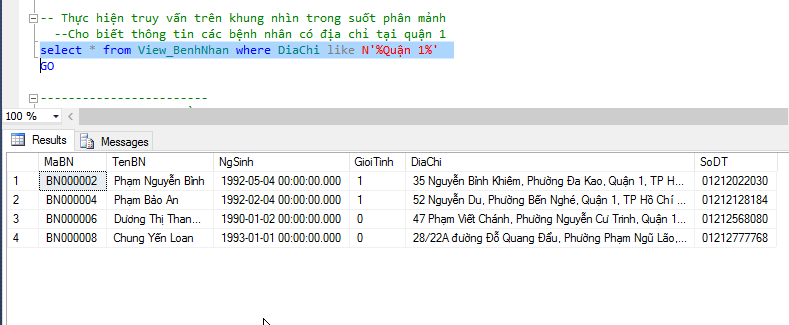 -- Thực hiện truy vấn trên khung nhìn trong suốt phân mảnh
--Cho biết thông tin các bệnh nhân có địa chỉ tại quận 1
select * from View_BenhNhan where DiaChi like N'%Quận 1%'
GO
------------------------
100 %
Results Messages
MaBN TenBN NgSinh GioiTinh DiaChi SoDT
1 BN000002 Phạm Nguyễn Bình 1992-05-04 00:00:00.000 1 35 Nguyễn Bỉnh Khiêm, Phường Đa Kao, Quận 1, TP H... 01212022030
2 BN000004 Phạm Bảo An 1992-02-04 00:00:00.000 1 52 Nguyễn Du, Phường Bến Nghé, Quận 1, TP Hồ Chí ... 01212128184
3 BN000006 Dương Thị Than... 1990-01-02 00:00:00.000 0 47 Phạm Viết Chánh, Phường Nguyễn Cư Trinh, Quận 1... 01212568080
4 BN000008 Chung Yến Loan 1993-01-01 00:00:00.000 0 28/22A đường Đỗ Quang Đẩu, Phường Phạm Ngũ Lão,... 01212777768